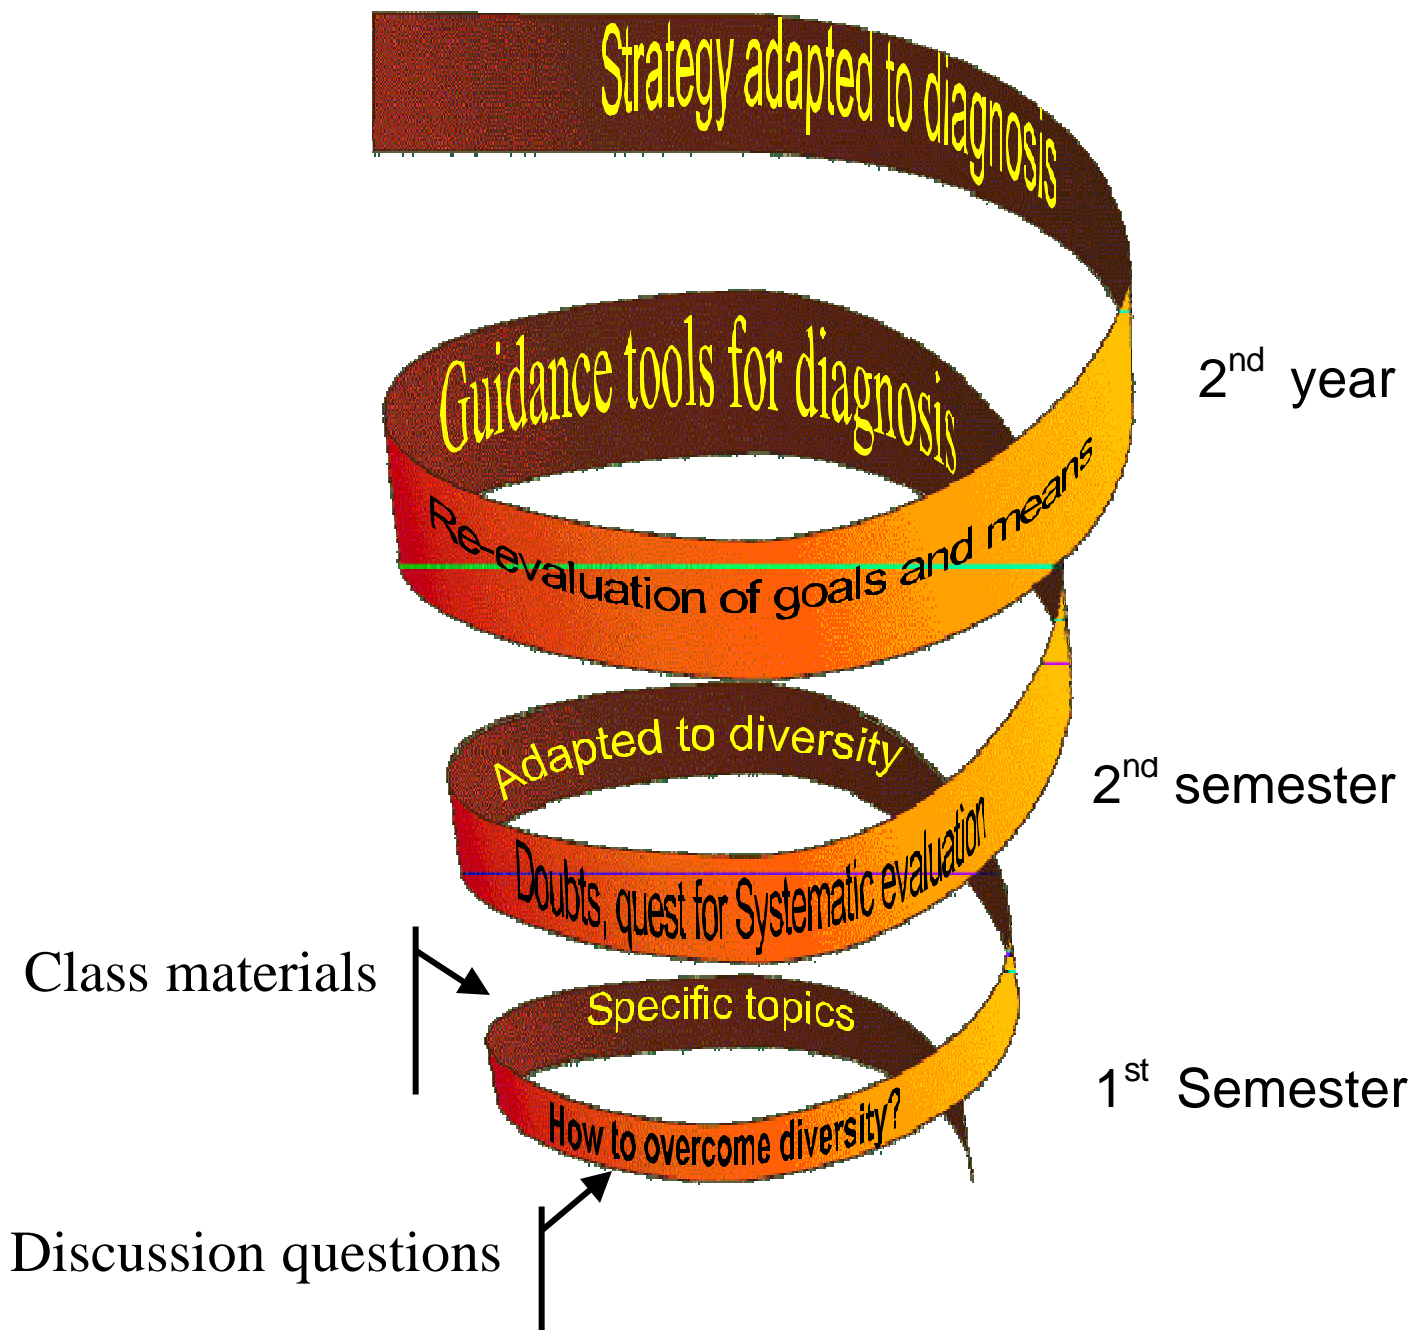 Strategy adapted to diagnosis
Guidance tools for diagnosis
2nd year
Re-evaluation of goals and means
Adapted to diversity
2nd semester
Doubts, quest for Systematic evaluation
Class materials
Specific topics
1st Semester
How to overcome diversity?
Discussion questions